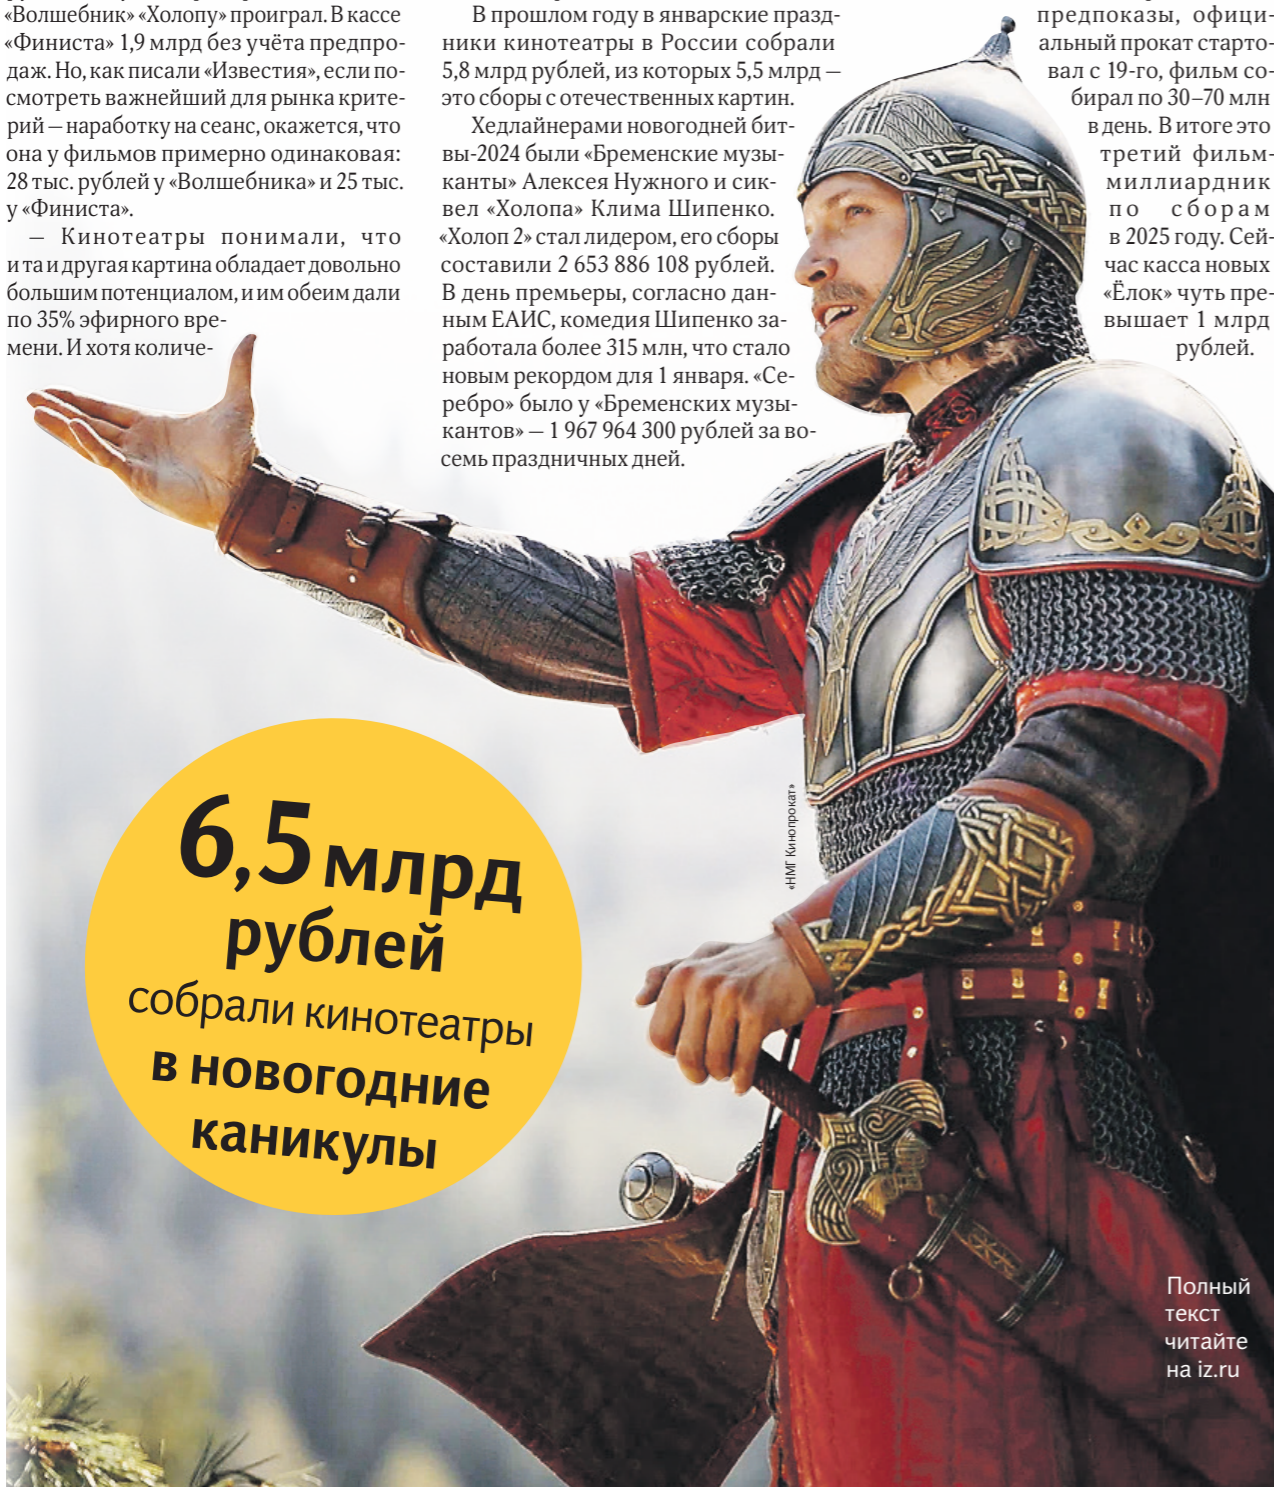 «Волшебник» «Холопу» проиграл. В кассе
«Финиста» 1,9 млрд без учёта предпро-
даж. Но, как писали «Известия», если по-
смотреть важнейший для рынка крите-
рий — наработку на сеанс, окажется, что
она у фильмов примерно одинаковая:
28 тыс. рублей у «Волшебника» и 25 тыс.
у «Финиста».
— Кинотеатры понимали, что
и та и другая картина обладает довольно
большим потенциалом, и им обеим дали
по 35% эфирного вре-
мени. И хотя количе-
В прошлом году в январские празд-
ники кинотеатры в России собрали
5,8 млрд рублей, из которых 5,5 млрд —
это сборы с отечественных картин.
Хедлайнерами новогодней бит-
вы-2024 были «Бременские музы-
канты» Алексея Нужного и сик-
вел «Холопа» Клима Шипенко.
«Холоп 2» стал лидером, его сборы
составили 2 653 886 108 рублей.
В день премьеры, согласно дан-
ным ЕАИС, комедия Шипенко за-
работала более 315 млн, что стало
новым рекордом для 1 января. «Се-
ребро» было у «Бременских музы-
кантов» — 1 967 964 300 рублей за во-
семь праздничных дней.
предпоказы, офици-
альный прокат старто-
вал с 19-го, фильм со-
бирал по 30–70 млн
в день. В итоге это
третий фильм-
миллиардник
по сборам
в 2025 году. Сей-
час касса новых
«Ёлок» чуть пре-
вышает 1 млрд
рублей.
«НМГ Кинопрокат»
6,5 млрд
рублей
собрали кинотеатры
в новогодние
каникулы
Полный
текст
читайте
на iz.ru